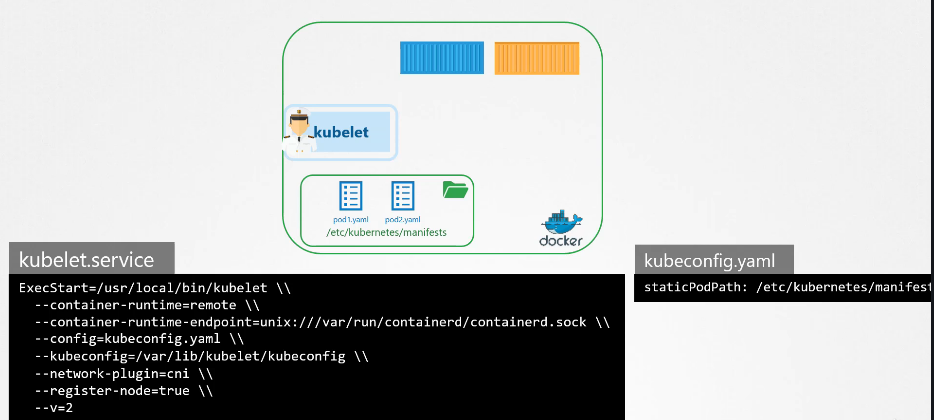 kubelet
pod1.yaml pod2.yaml
/etc/kubernetes/manifests
docker
kubelet.service
ExecStart=/usr/local/bin/kubelet \\
--container-runtime=remote \\
--container-runtime-endpoint=unix:///var/run/containerd/containerd.sock \\
--config=kubeconfig.yaml \\
--kubeconfig=/var/lib/kubelet/kubeconfig \\
--network-plugin=cni \\
--register-node=true \\
--v=2
kubeconfig.yaml
staticPodPath: /etc/kubernetes/manifest